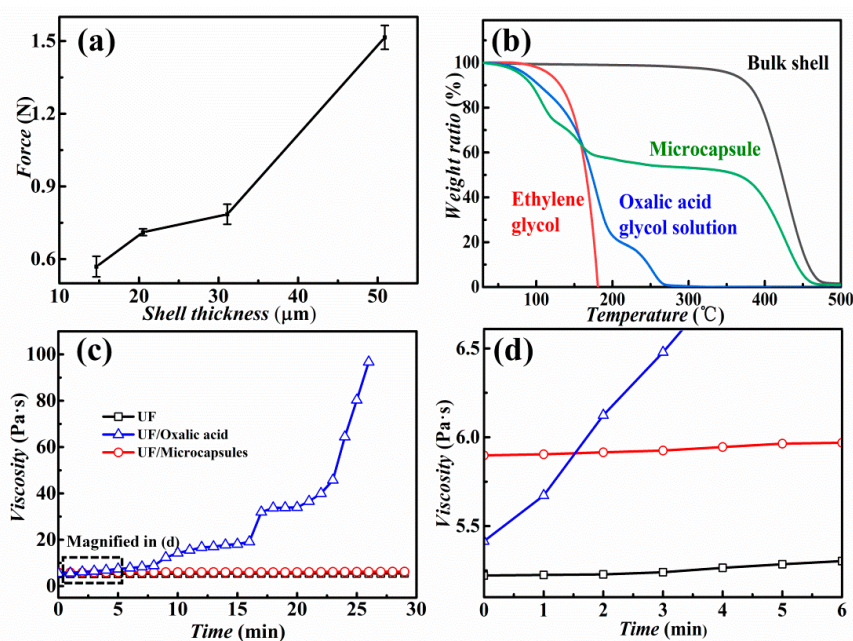 (a)
1.5
1.2
0.9
0.6
Force (N)
10 20 30 40 50
Shell thickness (μm)
(b)
100
80
60
40
20
0
Weight ratio (%)
Bulk shell
Microcapsule
Ethylene
glycol
Oxalic acid
glycol solution
100 200 300 400 500
Temperature (℃)
(c)
100
80
60
40
20
0
Viscosity (Pa·s)
UF
UF/Oxalic acid
UF/Microcapsules
Magnified in (d)
0 5 10 15 20 25 30
Time (min)
(d)
6.5
6.0
5.5
Viscosity (Pa·s)
0 1 2 3 4 5 6
Time (min)